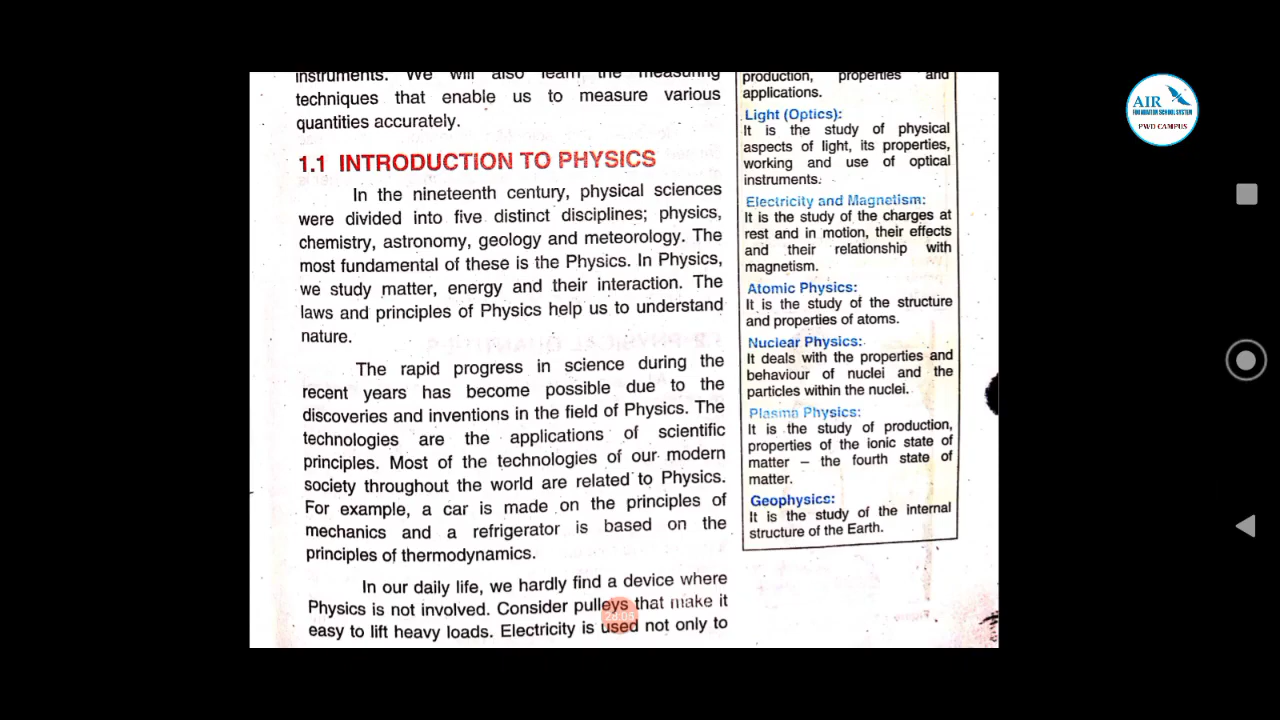 instruments. We will also learn the measuring
techniques that enable us to measure various
quantities accurately.
1.1 INTRODUCTION TO PHYSICS
In the nineteenth century, physical sciences
were divided into five distinct disciplines; physics,
chemistry, astronomy, geology and meteorology. The
most fundamental of these is the Physics. In Physics,
we study matter, energy and their interaction. The
laws and principles of Physics help us to understand
nature.
The rapid progress in science during the
recent years has become possible due to the
discoveries and inventions in the field of Physics. The
technologies are the applications of scientific
principles. Most of the technologies of our modern
society throughout the world are related to Physics.
For example, a car is made on the principles of
mechanics and a refrigerator is based on the
principles of thermodynamics.
In our daily life, we hardly find a device where
Physics is not involved. Consider pulleys that make it
easy to lift heavy loads. Electricity is used not only to
production, properties and
applications.
Light (Optics):
It is the study of physical
aspects of light, its properties,
working and use of optical
instruments.
Electricity and Magnetism:
It is the study of the charges at
rest and in motion, their effects
and their relationship with
magnetism.
Atomic Physics:
It is the study of the structure
and properties of atoms.
Nuclear Physics:
It deals with the properties and
behaviour of nuclei and the
particles within the nuclei.
Plasma Physics:
It is the study of production,
properties of the ionic state of
matter – the fourth state of
matter.
Geophysics:
It is the study of the internal
structure of the Earth.
AIR
FOUNDATION SCHOOL SYSTEM
PWD CAMPUS